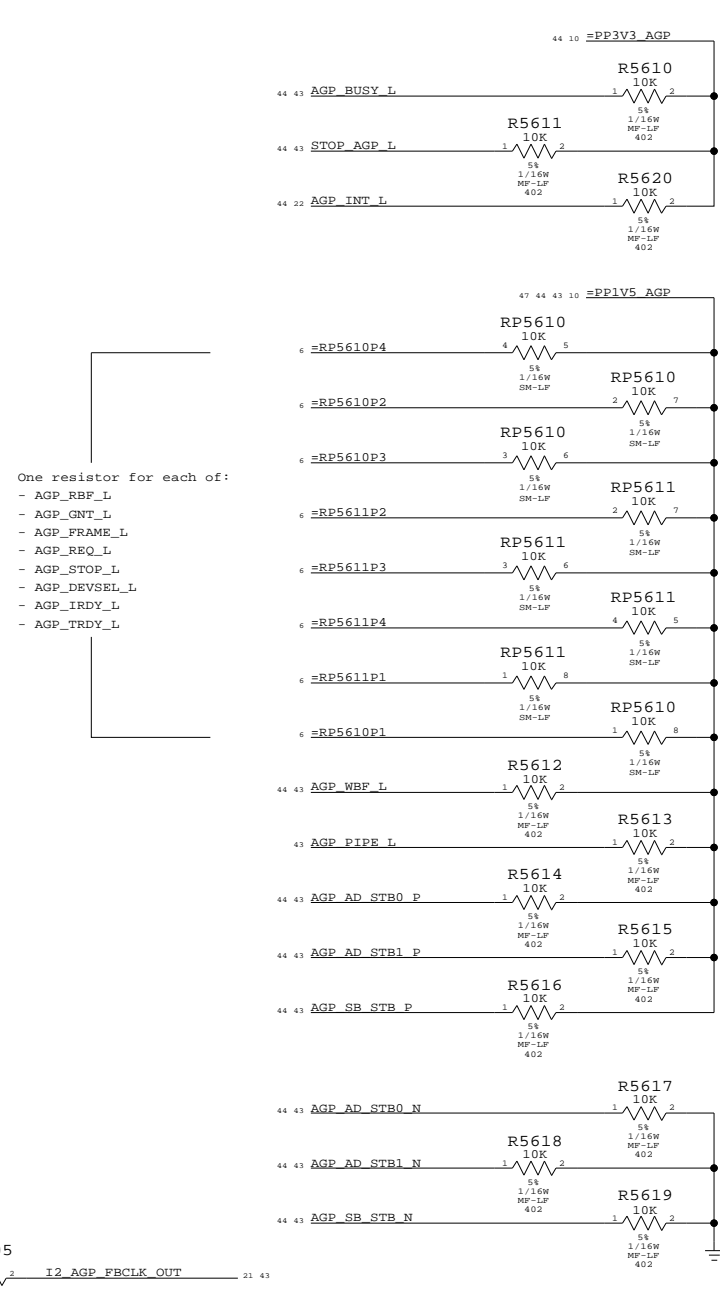 44 10 =PP3V3_AGP
R5610
10K
44 43 AGP_BUSY_L 1 2
5%
1/16W
MF-LF
402
R5611
10K
44 43 STOP_AGP_L 1 2
5%
1/16W
MF-LF
402
R5620
10K
44 22 AGP_INT_L 1 2
5%
1/16W
MF-LF
402
47 44 43 10 =PP1V5_AGP
RP5610
10K
6 =RP5610P4 4 5
5%
1/16W
SM-LF
RP5610
10K
6 =RP5610P2 2 7
5%
1/16W
SM-LF
RP5610
10K
6 =RP5610P3 3 6
5%
1/16W
SM-LF
One resistor for each of:
- AGP_RBF_L
- AGP_GNT_L
- AGP_FRAME_L
- AGP_REQ_L
- AGP_STOP_L
- AGP_DEVSEL_L
- AGP_IRDY_L
- AGP_TRDY_L
RP5611
10K
6 =RP5611P2 2 7
5%
1/16W
SM-LF
RP5611
10K
6 =RP5611P3 3 6
5%
1/16W
SM-LF
RP5611
10K
6 =RP5611P4 4 5
5%
1/16W
SM-LF
RP5611
10K
6 =RP5611P1 1 8
5%
1/16W
SM-LF
RP5610
10K
6 =RP5610P1 1 8
5%
1/16W
SM-LF
R5612
10K
44 43 AGP_WBF_L 1 2
5%
1/16W
MF-LF
402
R5613
10K
43 AGP_PIPE_L 1 2
5%
1/16W
MF-LF
402
R5614
10K
44 43 AGP_AD_STB0_P 1 2
5%
1/16W
MF-LF
402
R5615
10K
44 43 AGP_AD_STB1_P 1 2
5%
1/16W
MF-LF
402
R5616
10K
44 43 AGP_SB_STB_P 1 2
5%
1/16W
MF-LF
402
R5617
10K
44 43 AGP_AD_STB0_N 1 2
5%
1/16W
MF-LF
402
R5618
10K
44 43 AGP_AD_STB1_N 1 2
5%
1/16W
MF-LF
402
R5619
10K
44 43 AGP_SB_STB_N 1 2
5%
1/16W
MF-LF
402
2 I2_AGP_FBCLK_OUT 21 43